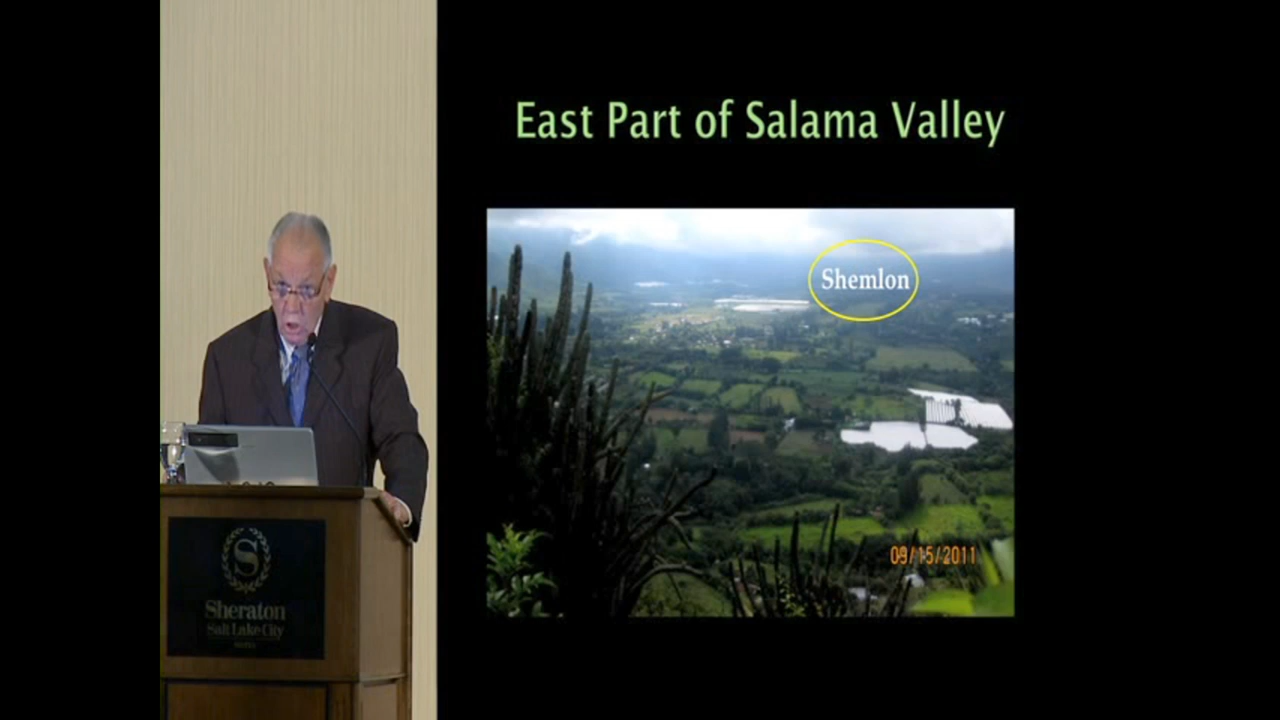 East Part of Salama Valley
Shemlon
09/15/2011
S
Sheraton
Salt Lake City